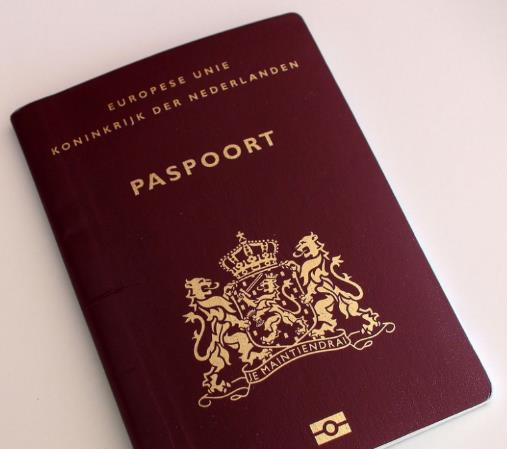 EUROPESE UNIE
KONINKRIJK DER NEDERLANDEN
PASPOORT
JE MAINTIENDRAI